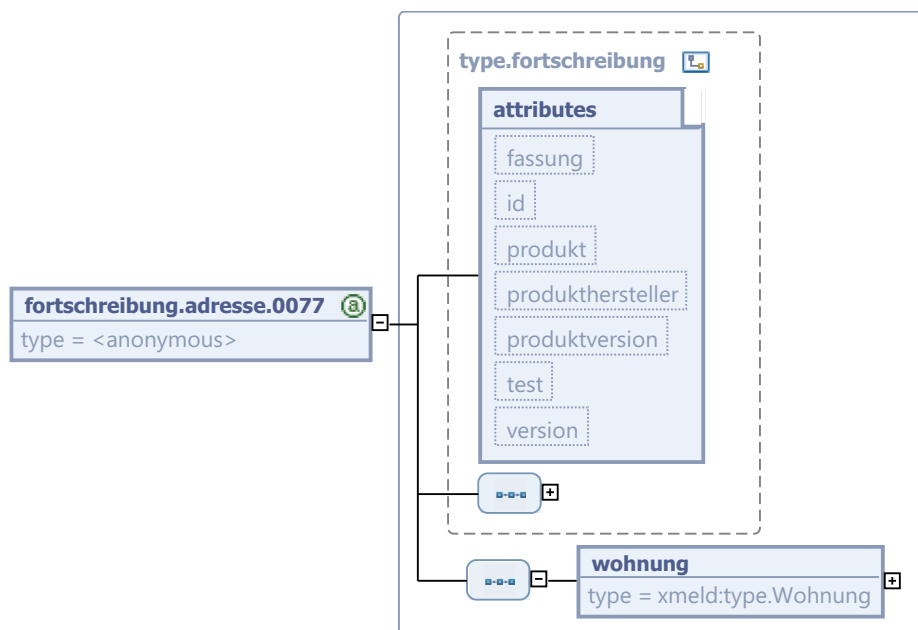 type.fortschreibung
attributes
fassung
id
produkt
fortschreibung.adresse.0077
type = <anonymous>
produkthersteller
produktversion
test
version
wohnung
type = xmeld:type.Wohnung